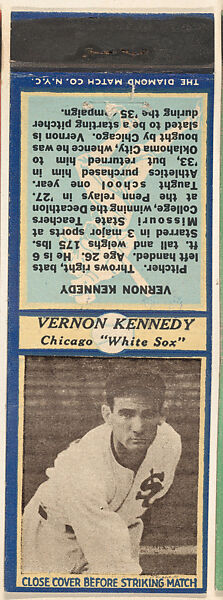 THE DIAMOND MATCH CO. N.Y.C.
VERNON KENNEDY
Pitcher. Throws right, bats
left handed. Age 26. He is 6
ft. tall and weighs 175 lbs.
Starred in 3 major sports at
Missouri State Teachers
College, winning the decathlon
at the Penn relays in '27.
Taught school one year.
Athletics purchased him in
'33, but returned him to
Oklahoma City, whence he was
bought by Chicago. Vernon is
slated to be a starting pitcher
during the '35 campaign.
VERNON KENNEDY
Chicago "White Sox"
CLOSE COVER BEFORE STRIKING MATCH